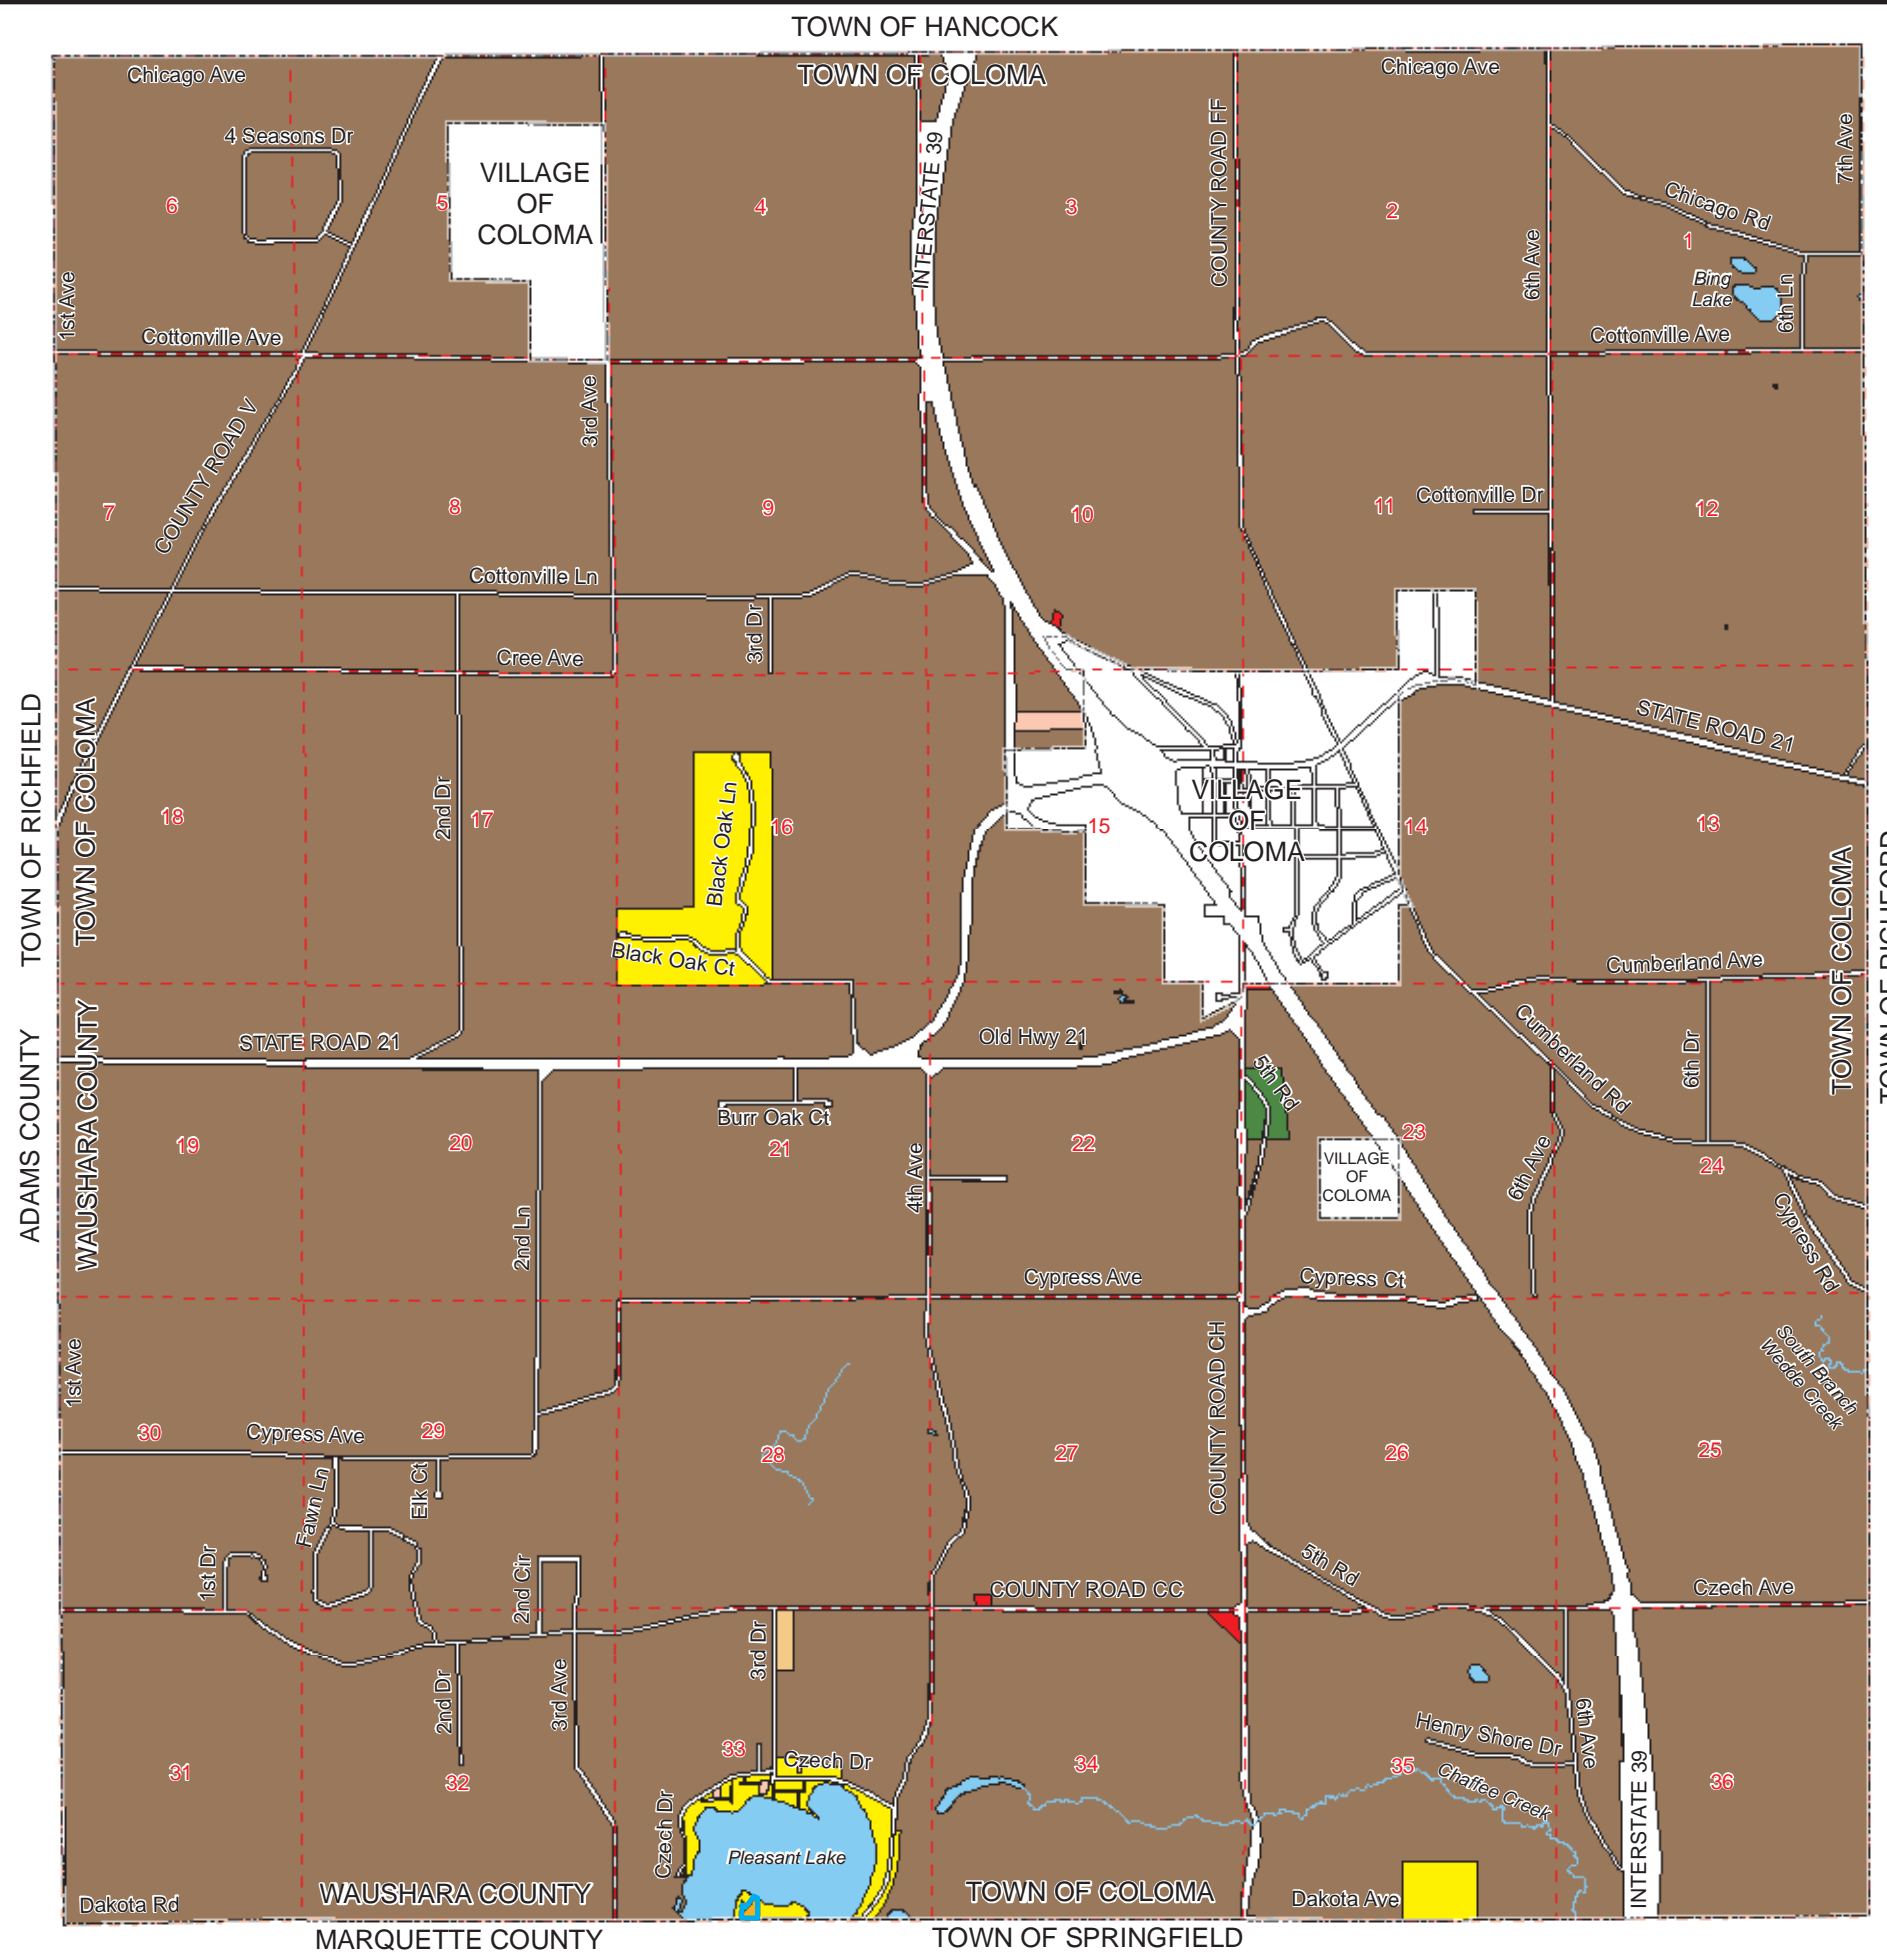 TOWN OF HANCOCK
Chicago Ave
TOWN OF COLOMA
Chicago Ave
4 Seasons Dr
VILLAGE
OF
COLOMA
INTERSTATE 39
COUNTY ROAD FF
7th Ave
Chicago Rd
6
5
4
3
2
1
1st Ave
6th Ave
Bing
Lake
6th Ln
Cottonville Ave
Cottonville Ave
3rd Ave
COUNTY ROAD V
7
8
9
10
11
Cottonville Dr
12
Cottonville Ln
3rd Dr
Cree Ave
TOWN OF RICHFIELD
TOWN OF COLOMA
STATE ROAD 21
2nd Dr
Black Oak Ln
18
17
16
15
VILLAGE
OF
COLOMA
14
13
TOWN OF COLOMA
Black Oak Ct
Cumberland Ave
ADAMS COUNTY
WAUSHARA COUNTY
STATE ROAD 21
Old Hwy 21
5th Rd
Cumberland Rd
6th Dr
Burr Oak Ct
19
20
21
22
23
24
4th Ave
VILLAGE
OF
COLOMA
6th Ave
2nd Ln
Cypress Rd
Cypress Ave
Cypress Ct
1st Ave
COUNTY ROAD CH
South Branch
Wedde Creek
30
Cypress Ave
29
28
27
26
25
Fawn Ln
Elk Ct
1st Dr
2nd Cir
5th Rd
COUNTY ROAD CC
Czech Ave
3rd Dr
2nd Dr
3rd Ave
Henry Shore Dr
6th Ave
31
32
33
Czech Dr
34
35
Chaffee Creek
36
INTERSTATE 39
Czech Dr
Pleasant Lake
Dakota Rd
WAUSHARA COUNTY
TOWN OF COLOMA
Dakota Ave
MARQUETTE COUNTY
TOWN OF SPRINGFIELD